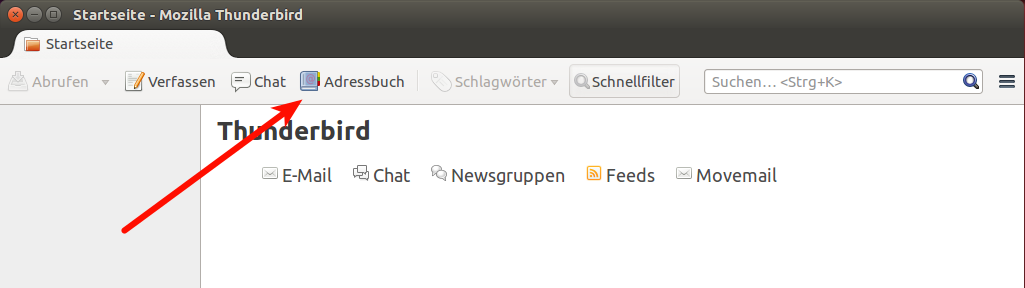 Startseite - Mozilla Thunderbird
Startseite
Abrufen Verfassen Chat Adressbuch Schlagwörter Schnellfilter Suchen... <Strg+K>
Thunderbird
E-Mail Chat Newsgruppen Feeds Movemail